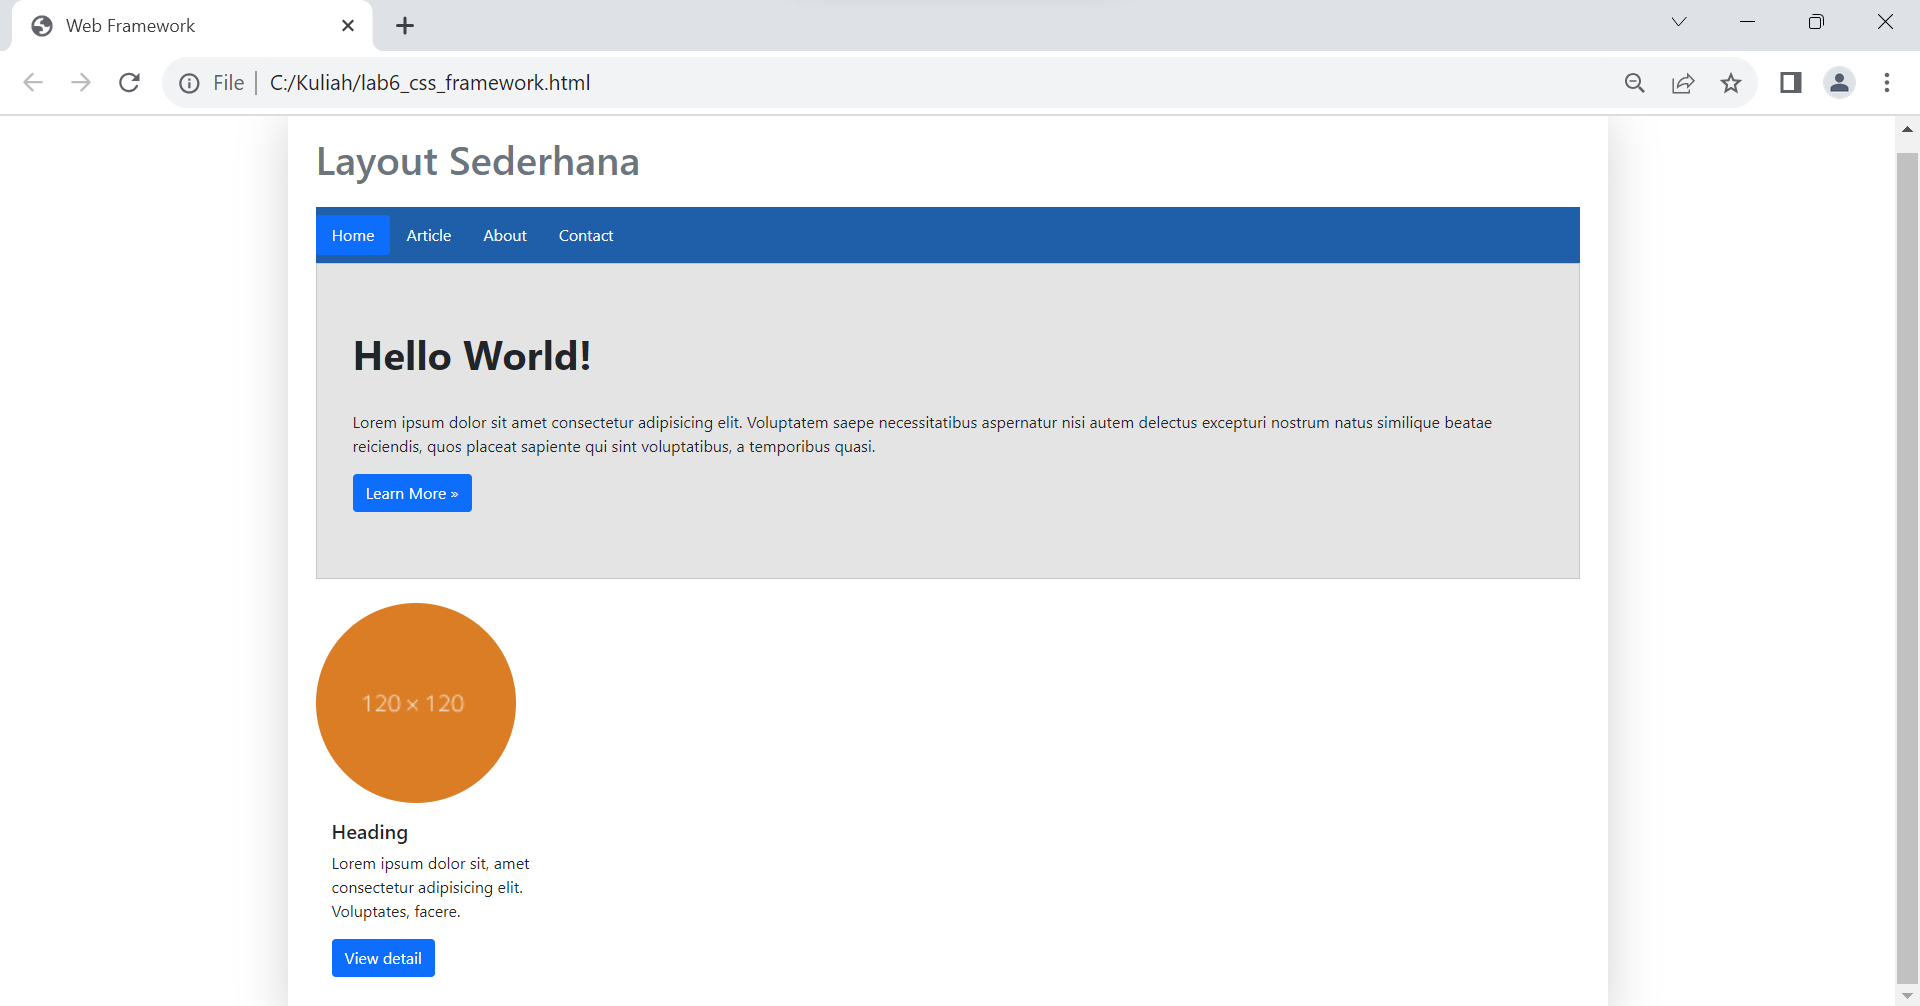 Web Framework
File | C:/Kuliah/lab6_css_framework.html
Layout Sederhana
Home Article About Contact
Hello World!
Lorem ipsum dolor sit amet consectetur adipisicing elit. Voluptatem saepe necessitatibus aspernatur nisi autem delectus excepturi nostrum natus similique beatae
reiciendis, quos placeat sapiente qui sint voluptatibus, a temporibus quasi.
Learn More »
120 × 120
Heading
Lorem ipsum dolor sit, amet
consectetur adipisicing elit.
Voluptates, facere.
View detail